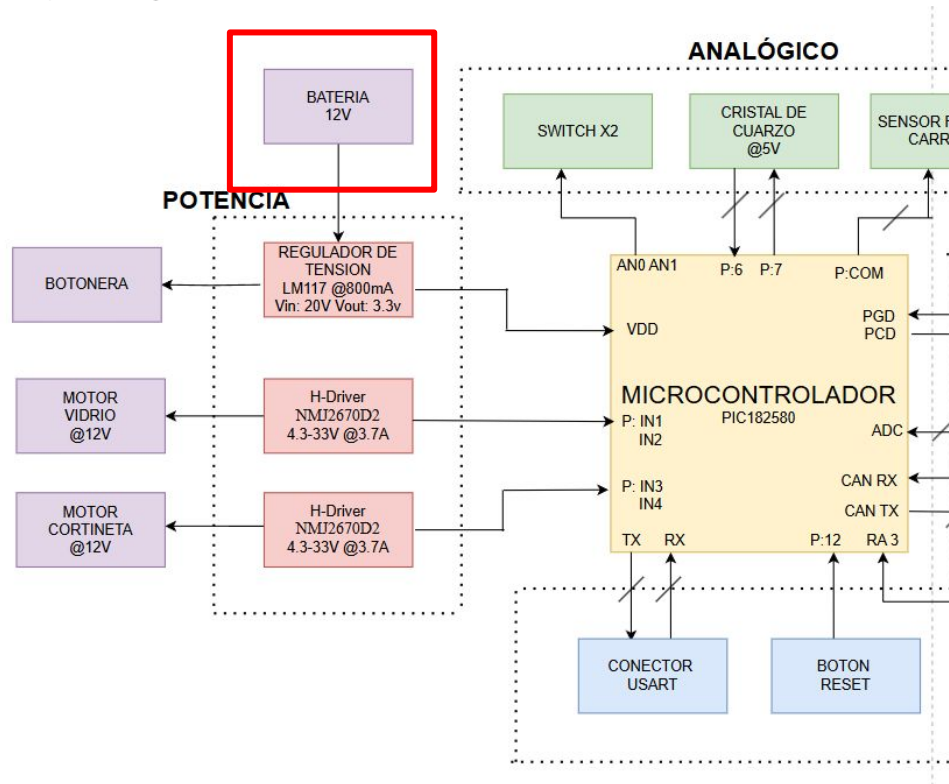 ANALÓGICO
BATERIA
12V
SWITCH X2
CRISTAL DE
CUARZO
@5V
SENSOR
CARR
POTENCIA
BOTONERA
REGULADOR DE
TENSION
LM117 @800mA
Vin: 20V Vout: 3.3v
AN0 AN1
P:6
P:7
P:COM
VDD
PGD
PCD
MOTOR
VIDRIO
@12V
H-Driver
NMJ2670D2
4.3-33V @3.7A
MICROCONTROLADOR
PIC182580
P: IN1
IN2
ADC
MOTOR
CORTINETA
@12V
H-Driver
NMJ2670D2
4.3-33V @3.7A
P: IN3
IN4
CAN RX
CAN TX
TX
RX
P:12
RA 3
CONECTOR
USART
BOTON
RESET